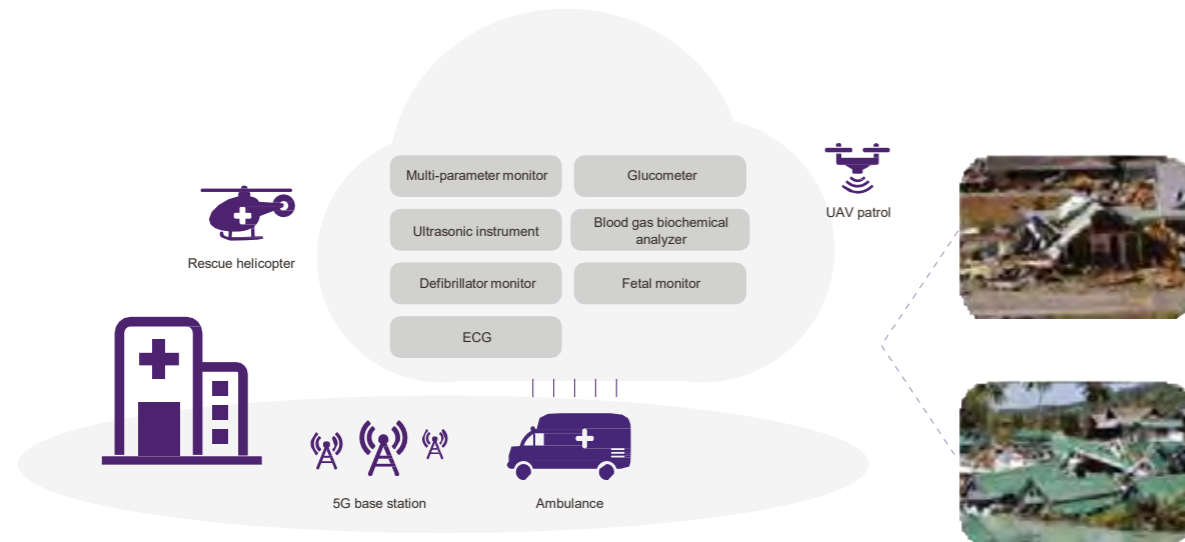 Multi-parameter monitor
Glucometer
UAV patrol
Ultrasonic instrument
Blood gas biochemical
analyzer
Rescue helicopter
Defibrillator monitor
Fetal monitor
ECG
5G base station
Ambulance